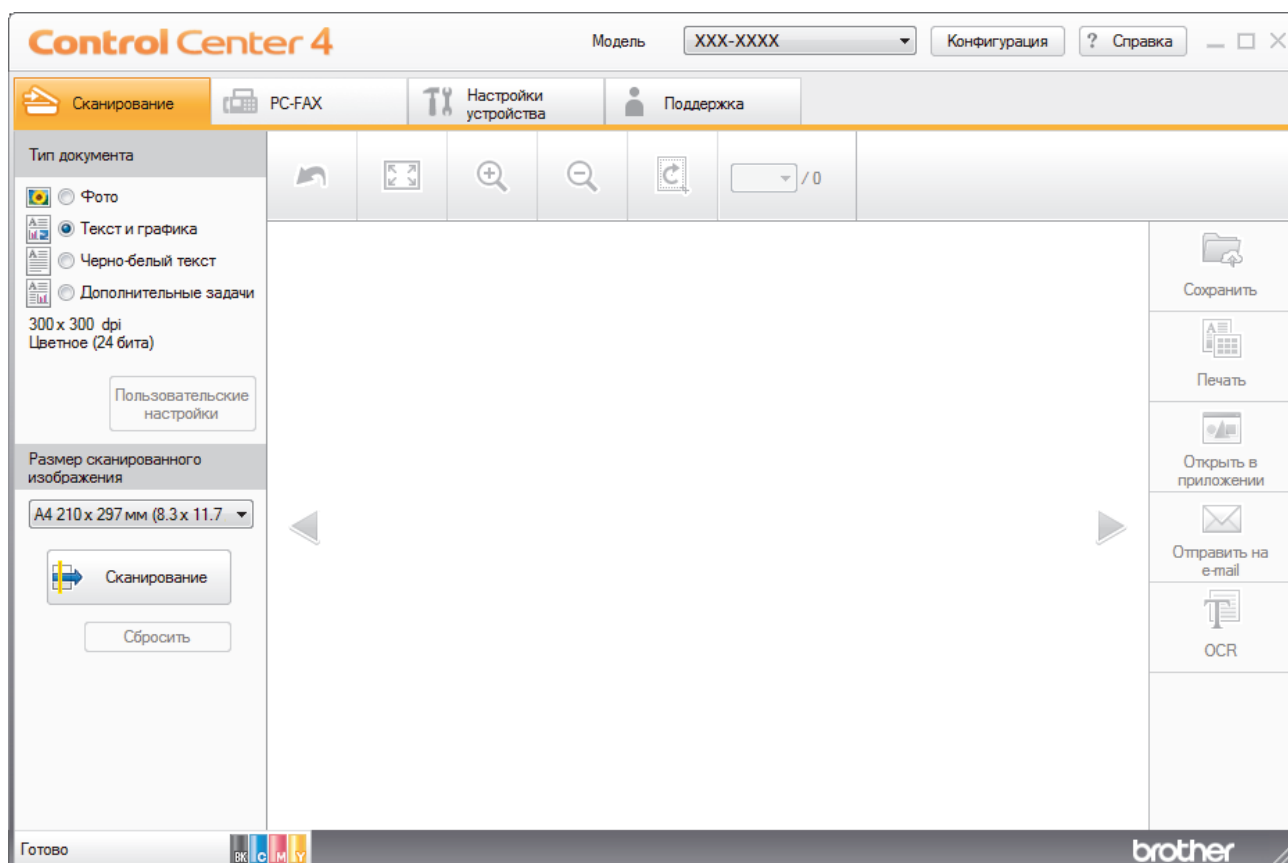 Control Center 4
Модель
XXX-XXXX
Конфигурация
? Справка
Сканирование
PC-FAX
Настройки
устройства
Поддержка
Тип документа
Фото
Текст и графика
Черно-белый текст
Дополнительные задачи
300 x 300 dpi
Цветное (24 бита)
Пользовательские
настройки
Размер сканированного
изображения
A4 210 x 297 мм (8.3 x 11.7
Сканирование
Сбросить
/ 0
Сохранить
Печать
Открыть в
приложении
Отправить на
e-mail
OCR
Готово
BK C M Y
brother